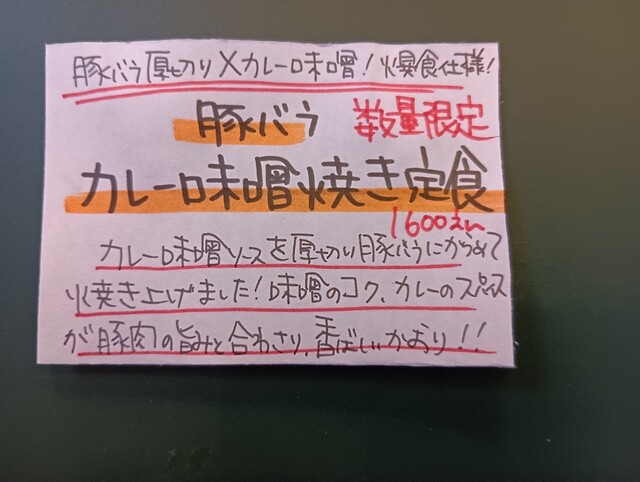 豚バラ厚切り×カレー味噌!爆食仕様!
豚バラ 数量限定
カレー味噌焼き定食
1600えん
カレー味噌ソースを厚切り豚バラにからめて
焼き上げました!味噌のコク、カレーのスパイス
が豚肉の旨みと合わさり、香ばしいかおり!!